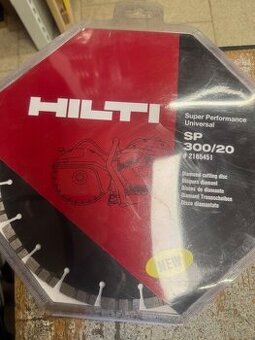 HILTI
Super Performance
Universal
SP
300/20
# 2165451
Diamond cutting disc
Disques diamant
Discos de diamante
Diamant Trennscheiben
Disco diamantato
NEW